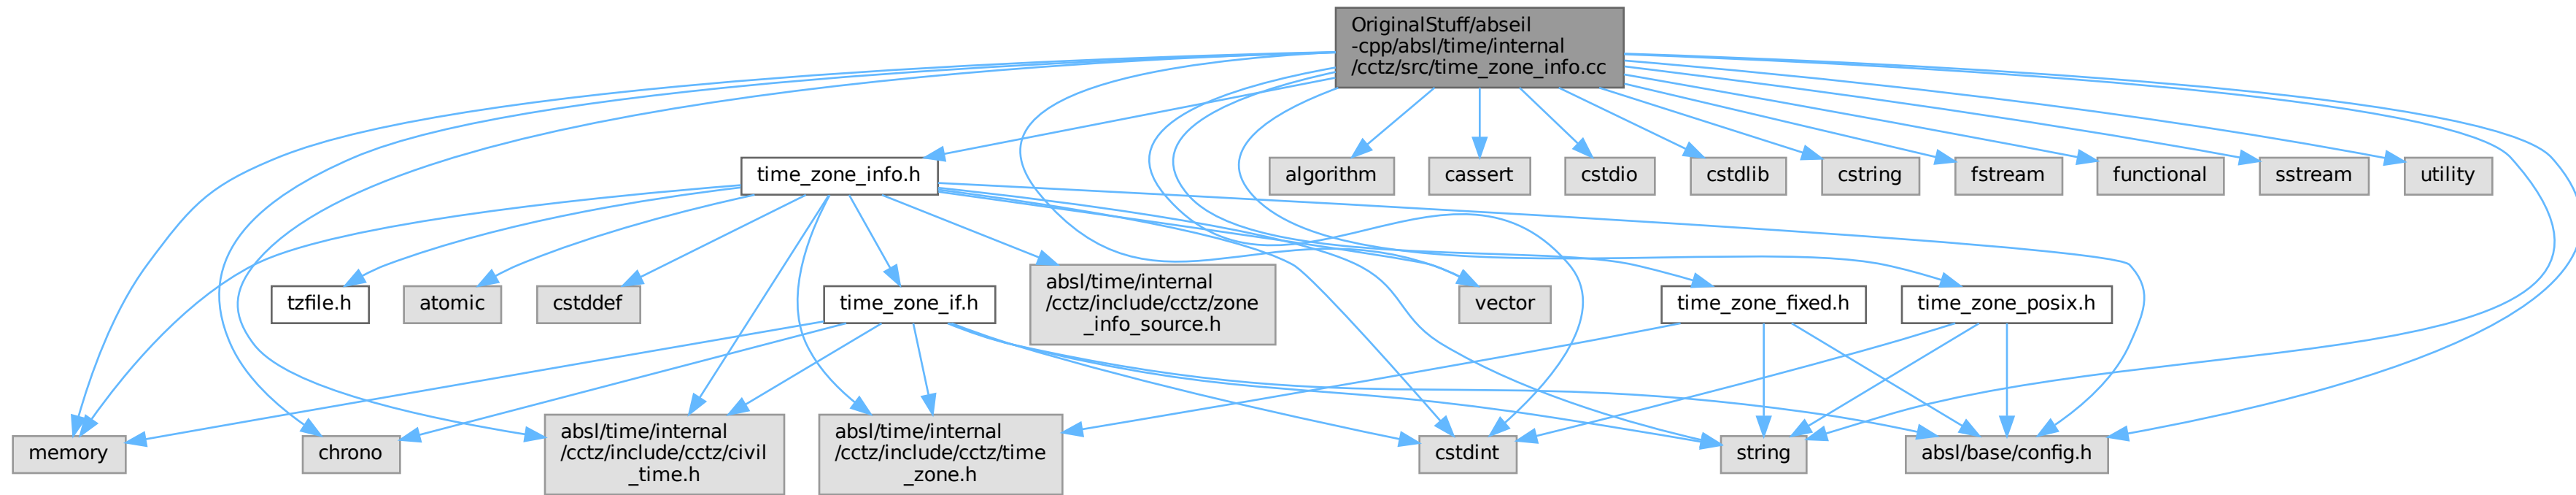 OriginalStuff/abseil
-cpp/absl/time/internal
/cctz/src/time_zone_info.cc
time_zone_info.h
algorithm
cassert
cstdio
cstdlib
cstring
fstream
functional
sstream
utility
tzfile.h
atomic
cstddef
time_zone_if.h
absl/time/internal
/cctz/include/cctz/zone
_info_source.h
vector
time_zone_fixed.h
time_zone_posix.h
memory
chrono
absl/time/internal
/cctz/include/cctz/civil
_time.h
absl/time/internal
/cctz/include/cctz/time
_zone.h
cstdint
string
absl/base/config.h